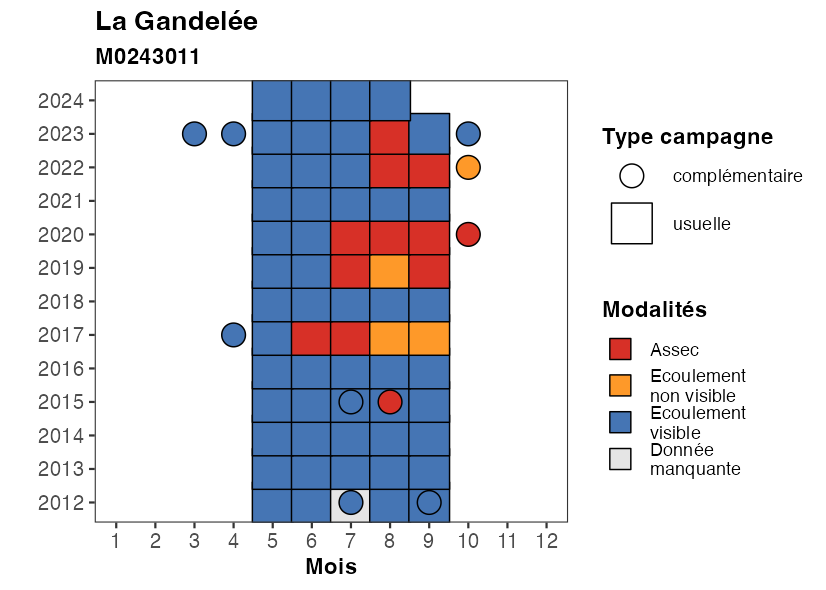 La Gandelée
M0243011
2024
2023
2022
2021
2020
2019
2018
2017
2016
2015
2014
2013
2012
1 2 3 4 5 6 7 8 9 10 11 12
Mois
Type campagne
complémentaire
usuelle
Modalités
Assec
Ecoulement
non visible
Ecoulement
visible
Donnée
manquante